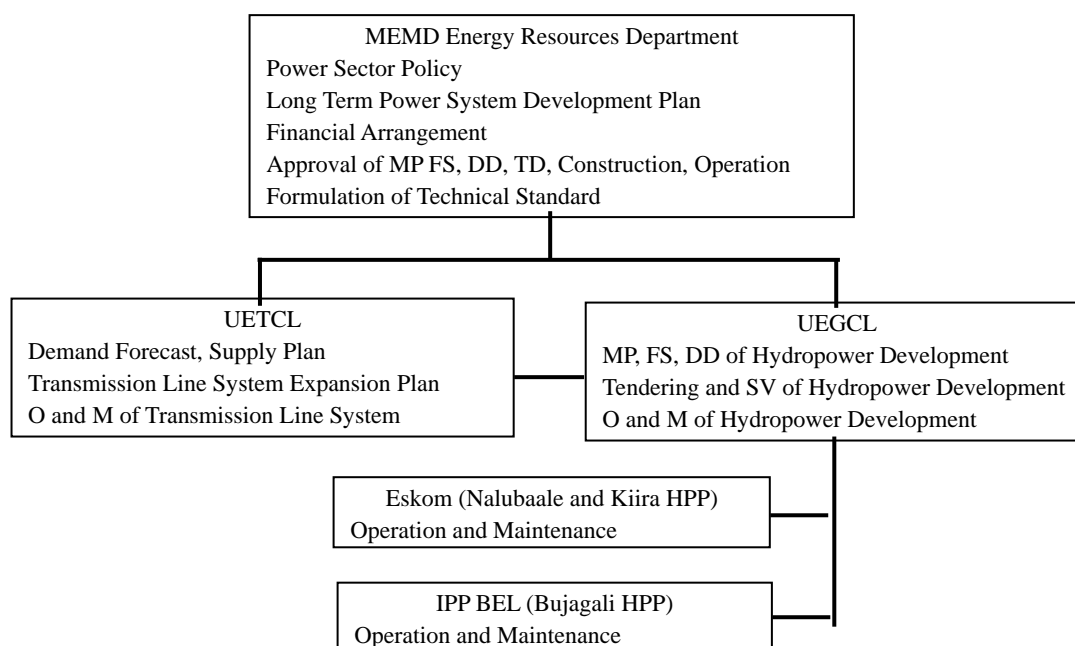 MEMD Energy Resources Department
Power Sector Policy
Long Term Power System Development Plan
Financial Arrangement
Approval of MP FS, DD, TD, Construction, Operation
Formulation of Technical Standard
UETCL
Demand Forecast, Supply Plan
Transmission Line System Expansion Plan
O and M of Transmission Line System
UEGCL
MP, FS, DD of Hydropower Development
Tendering and SV of Hydropower Development
O and M of Hydropower Development
Eskom (Nalubaale and Kiira HPP)
Operation and Maintenance
IPP BEL (Bujagali HPP)
Operation and Maintenance